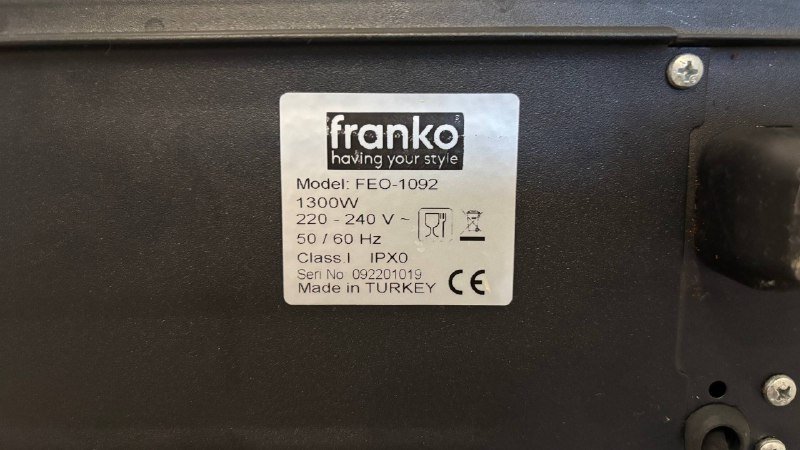 franko
having your style
Model: FEO-1092
1300W
220 - 240 V ~
50 / 60 Hz
Class.I IPX0
Seri No: 092201019
Made in TURKEY CE